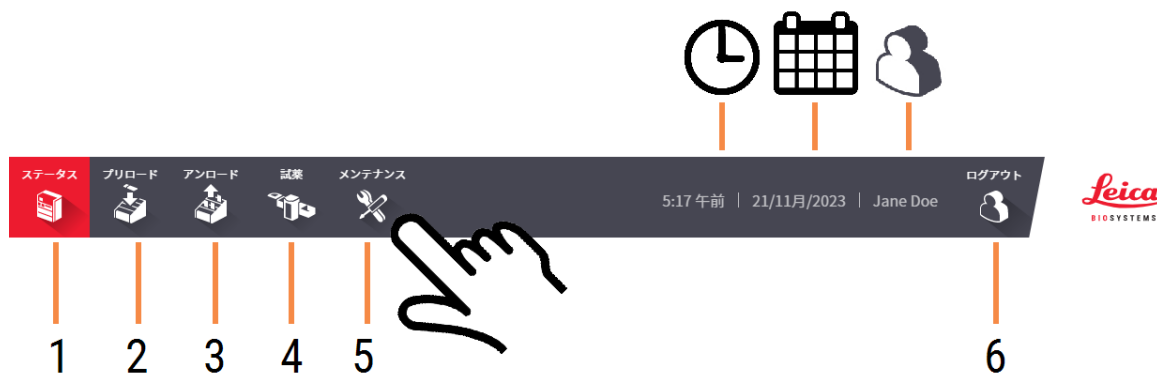 ステータス プリロード アンロード 試薬 メンテナンス
5:17 午前 21/11月/2023 Jane Doe
ログアウト
Leica
BIOSYSTEMS
1 2 3 4 5 6